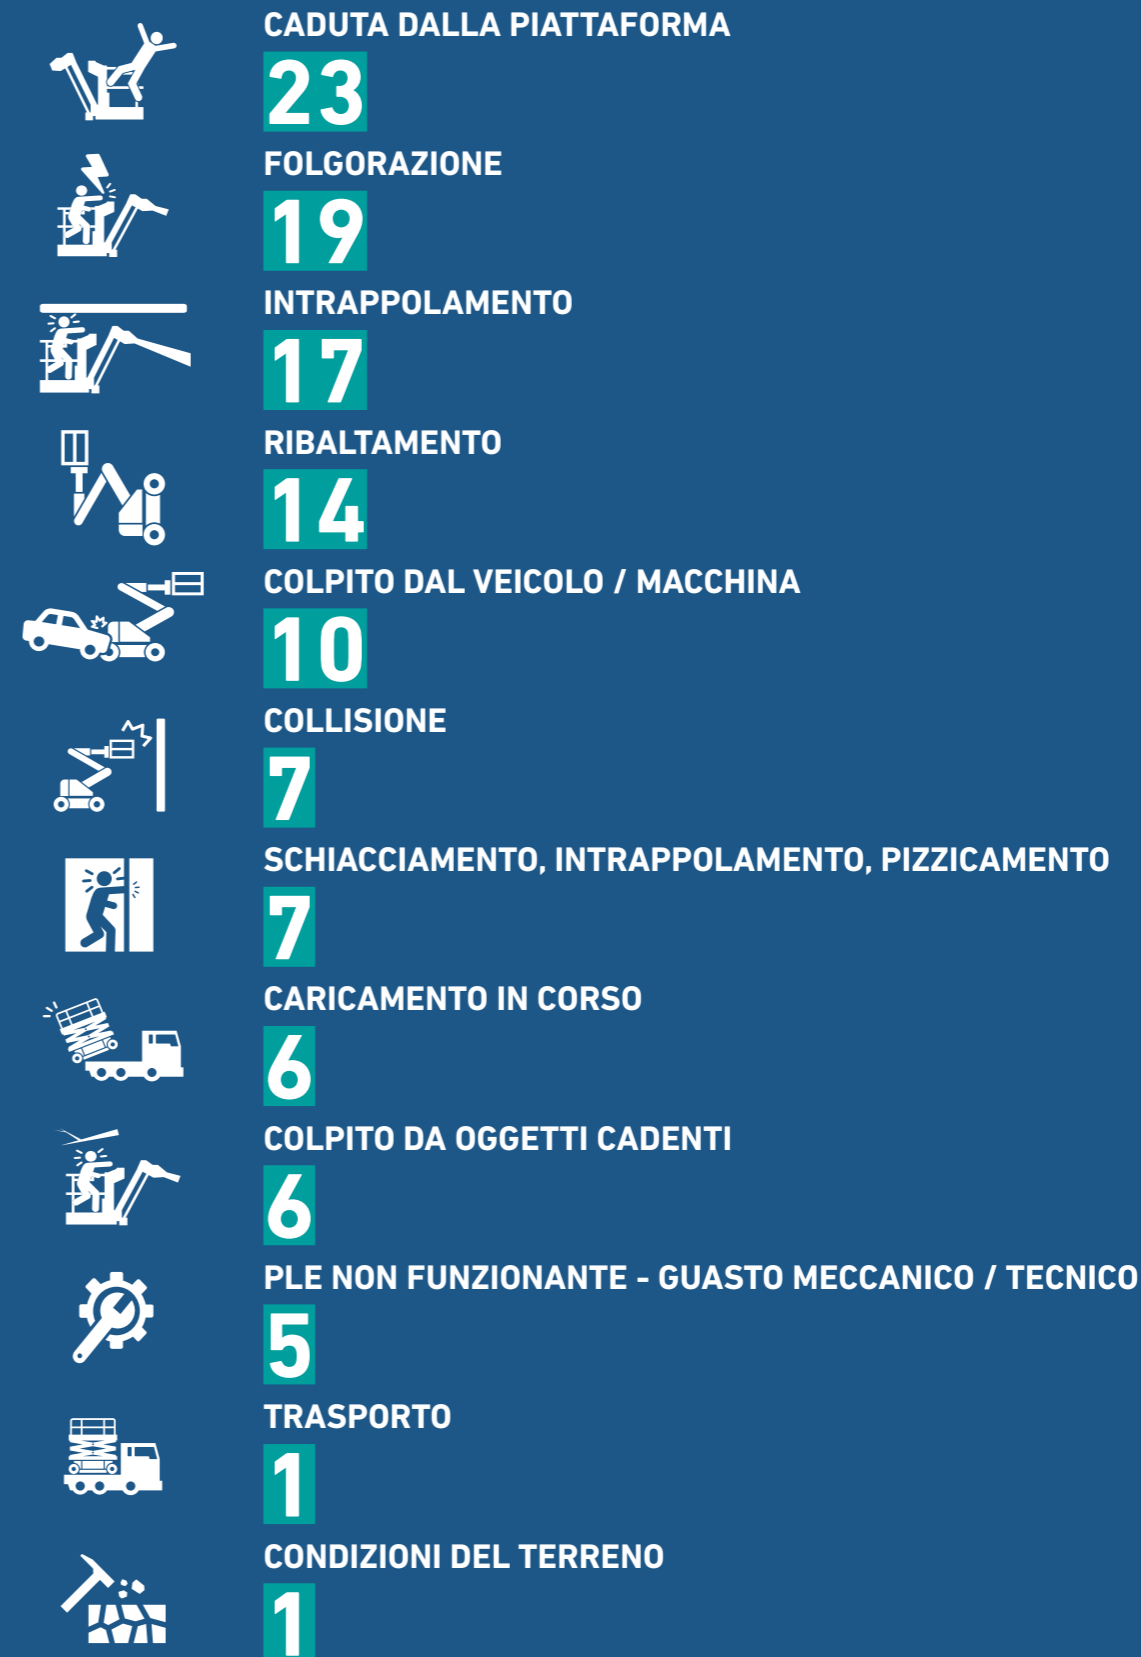 CADUTA DALLA PIATTAFORMA
23
FOLGORAZIONE
19
INTRAPPOLAMENTO
17
RIBALTAMENTO
14
COLPITO DAL VEICOLO / MACCHINA
10
COLLISIONE
7
SCHIACCIAMENTO, INTRAPPOLAMENTO, PIZZICAMENTO
7
CARICAMENTO IN CORSO
6
COLPITO DA OGGETTI CADENTI
6
PLE NON FUNZIONANTE - GUASTO MECCANICO / TECNICO
5
TRASPORTO
1
CONDIZIONI DEL TERRENO
1